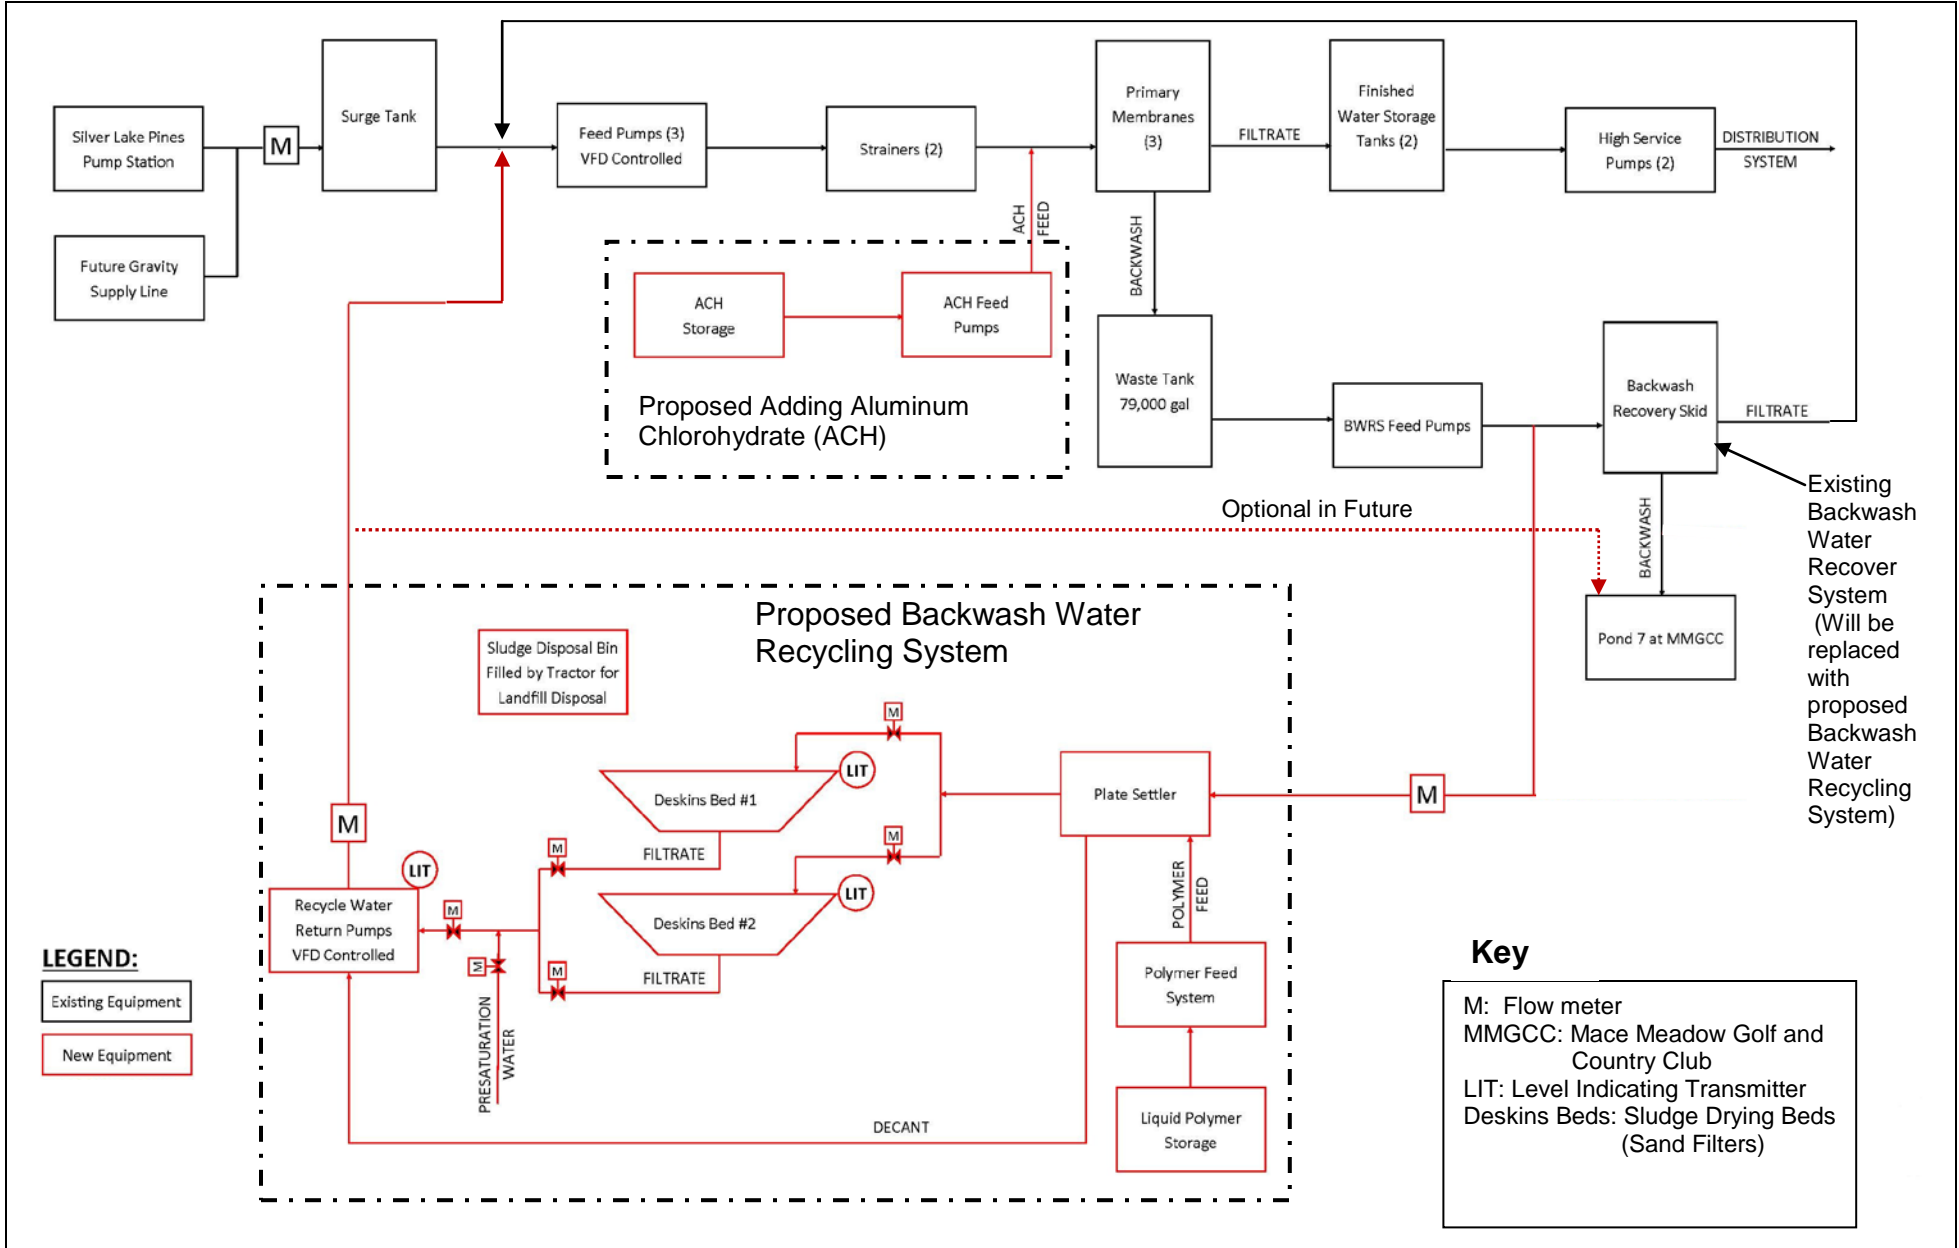 Silver Lake Pines
Pump Station
M
Surge Tank
Feed Pumps (3)
VFD Controlled
Strainers (2)
Primary
Membranes
(3)
FILTRATE
Finished
Water Storage
Tanks (2)
High Service
Pumps (2)
DISTRIBUTION
SYSTEM
Future Gravity
Supply Line
ACH
FEED
BACKWASH
ACH
Storage
ACH Feed
Pumps
Proposed Adding Aluminum
Chlorohydrate (ACH)
Waste Tank
79,000 gal
BWRS Feed Pumps
Backwash
Recovery Skid
FILTRATE
Existing
Backwash
Water
Recover
System
(Will be
replaced
with
proposed
Backwash
Water
Recycling
System)
Optional in Future
BACKWASH
Pond 7 at MMGCC
Proposed Backwash Water
Recycling System
Sludge Disposal Bin
Filled by Tractor for
Landfill Disposal
M
LIT
Deskins Bed #1
Plate Settler
M
M
M
FILTRATE
M
LIT
Deskins Bed #2
FILTRATE
M
LIT
Recycle Water
Return Pumps
VFD Controlled
M
M
PRESATURATION
WATER
POLYMER
FEED
Polymer Feed
System
Liquid Polymer
Storage
DECANT
LEGEND:
Existing Equipment
New Equipment
Key
M: Flow meter
MMGCC: Mace Meadow Golf and
Country Club
LIT: Level Indicating Transmitter
Deskins Beds: Sludge Drying Beds
(Sand Filters)